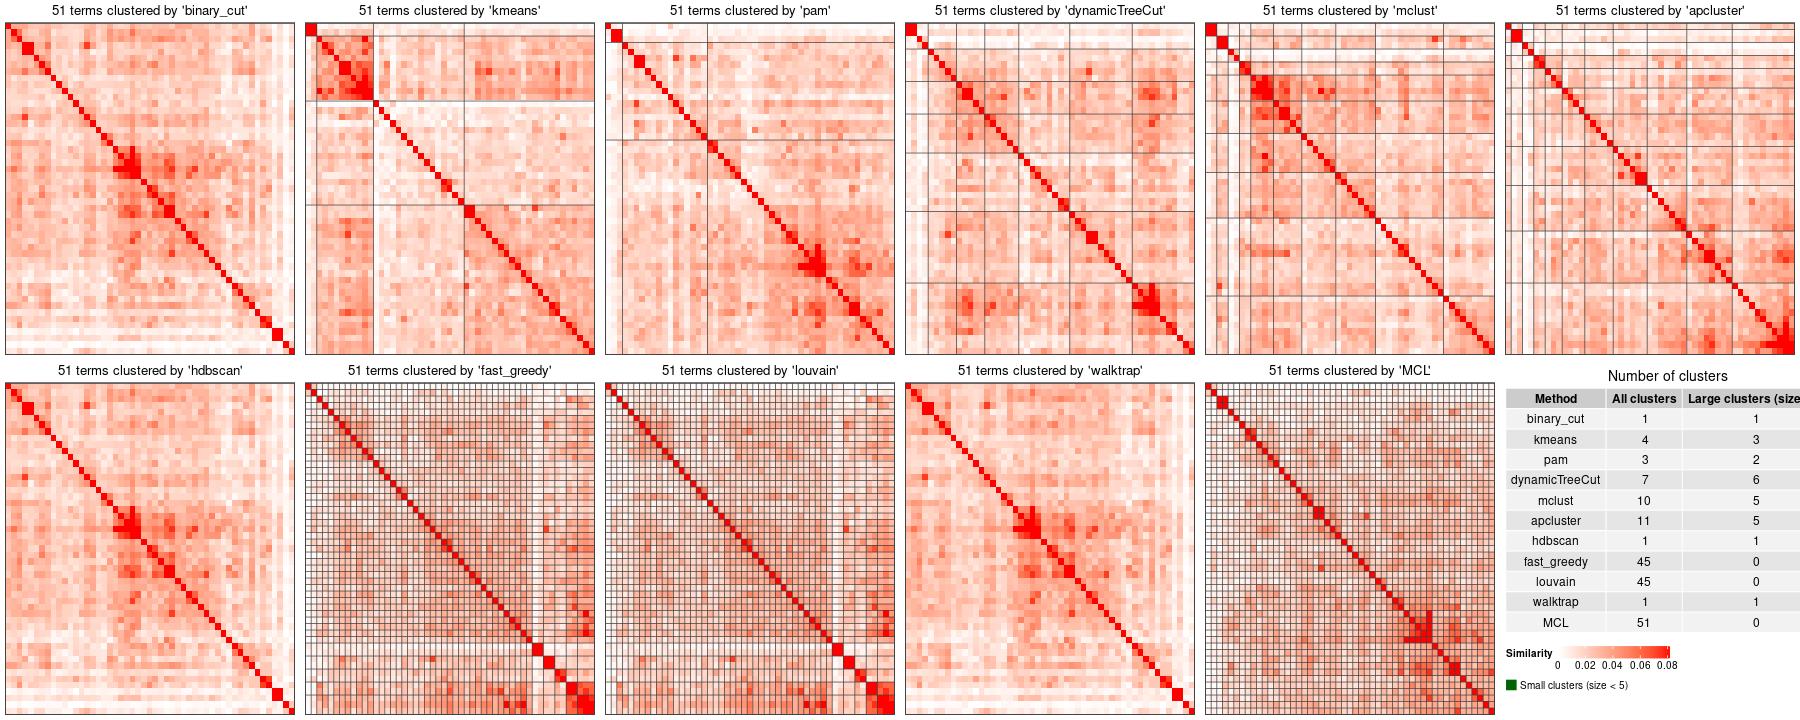 51 terms clustered by 'binary_cut'
51 terms clustered by 'kmeans'
51 terms clustered by 'pam'
51 terms clustered by 'dynamicTreeCut'
51 terms clustered by 'mclust'
51 terms clustered by 'apcluster'
51 terms clustered by 'hdbscan'
51 terms clustered by 'fast_greedy'
51 terms clustered by 'louvain'
51 terms clustered by 'walktrap'
51 terms clustered by 'MCL'
Number of clusters
Method All clusters Large clusters (size
binary_cut 1 1
kmeans 4 3
pam 3 2
dynamicTreeCut 7 6
mclust 10 5
apcluster 11 5
hdbscan 1 1
fast_greedy 45 0
louvain 45 0
walktrap 1 1
MCL 51 0
Similarity
0 0.02 0.04 0.06 0.08
Small clusters (size < 5)